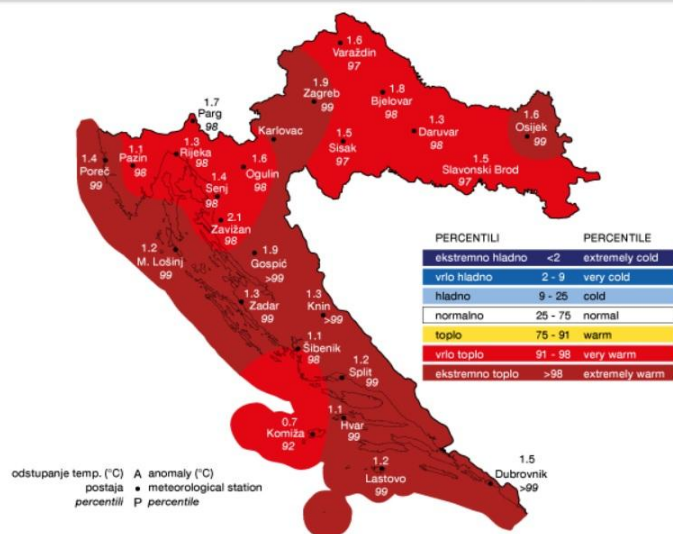 1.6
Varaždin
97
1.9
Zagreb
99
1.8
Bjelovar
98
1.7
Parg
98
1.6
Osijek
99
1.3
Daruvar
98
Karlovac
1.5
Sisak
97
1.3
Rijeka
98
1.1
Pazin
98
1.4
Poreč
99
1.6
Ogulin
98
1.5
Slavonski Brod
97
1.4
Senj
98
2.1
Zavižan
98
1.2
M. Lošinj
99
1.9
Gospić
>99
1.3
Zadar
99
1.3
Knin
>99
1.1
Šibenik
98
1.2
Split
99
0.7
Komiža
92
1.1
Hvar
99
1.2
Lastovo
99
1.5
Dubrovnik
>99
PERCENTILI PERCENTILE
ekstremno hladno <2 extremely cold
vrlo hladno 2 - 9 very cold
hladno 9 - 25 cold
normalno 25 - 75 normal
toplo 75 - 91 warm
vrlo toplo 91 - 98 very warm
ekstremno toplo >98 extremely warm
odstupanje temp. (°C) A anomaly (°C)
postaja • meteorological station
percentili P percentile